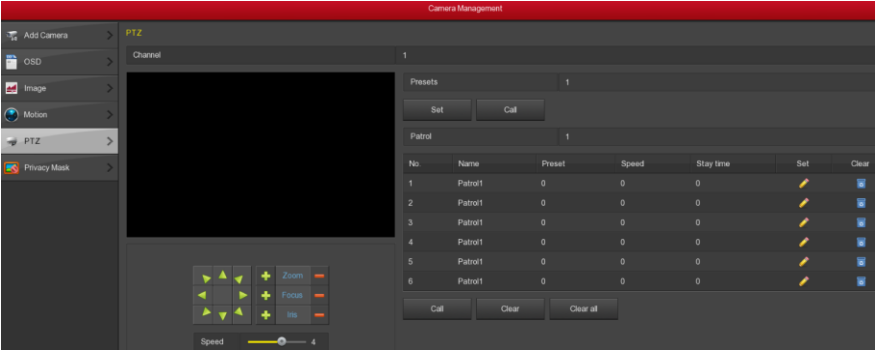 Camera Management
Add Camera
OSD
Image
Motion
PTZ
Privacy Mask
PTZ
Channel 1
Presets 1
Set Call
Patrol 1
No. Name Preset Speed Stay time Set Clear
1 Patrol1 0 0 0
2 Patrol1 0 0 0
3 Patrol1 0 0 0
4 Patrol1 0 0 0
5 Patrol1 0 0 0
6 Patrol1 0 0 0
Call Clear Clear all
Zoom
Focus
Iris
Speed 4